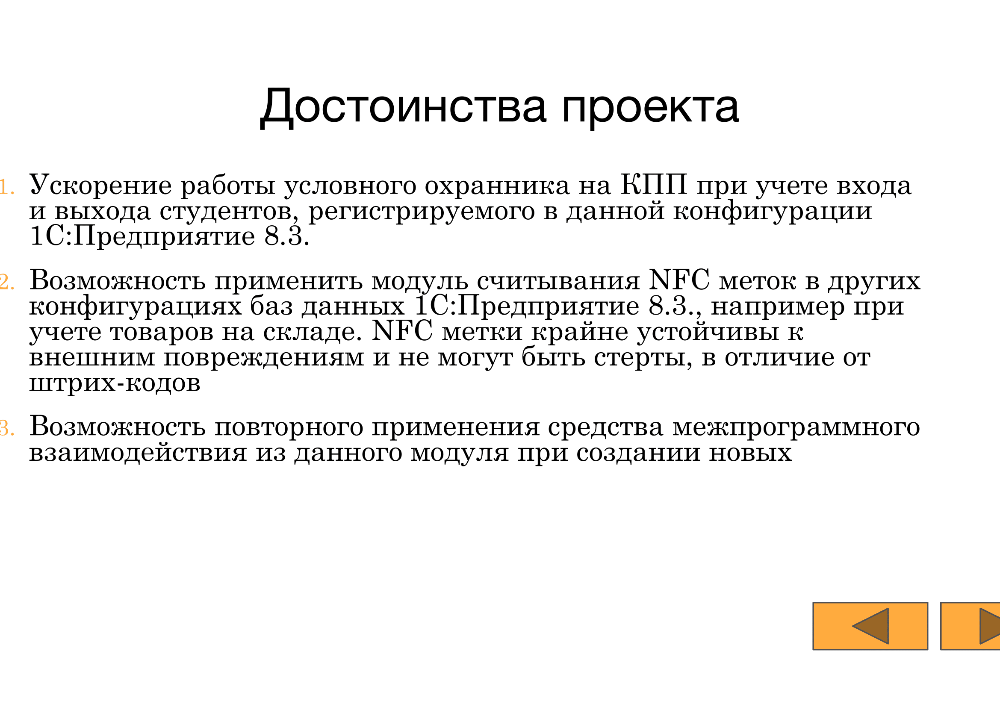 Достоинства проекта
1. Ускорение работы условного охранника на КПП при учете входа
и выхода студентов, регистрируемого в данной конфигурации
1С:Предприятие 8.3.
2. Возможность применить модуль считывания NFC меток в других
конфигурациях баз данных 1С:Предприятие 8.3., например при
учете товаров на складе. NFC метки крайне устойчивы к
внешним повреждениям и не могут быть стерты, в отличие от
штрих-кодов
3. Возможность повторного применения средства межпрограммного
взаимодействия из данного модуля при создании новых